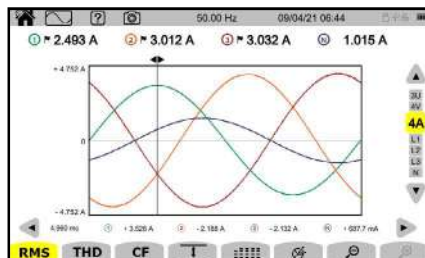 ? 50.00 Hz 09/04/21 06:44
1 2.493 A 2 3.012 A 3 3.032 A N 1.015 A
+4.752 A
0
-4.752 A
3U
4V
4A
L1
L2
L3
N
4.960 ms 1 +3.526 A 2 -2.188 A 3 -2.132 A N +687.7 mA
RMS THD CF